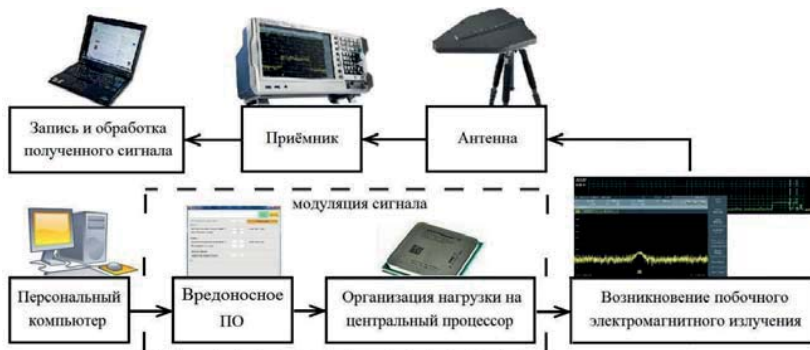 Запись и обработка
полученного сигнала
Приёмник
Антенна
модуляция сигнала
Персональный
компьютер
Вредоносное
ПО
Организация нагрузки на
центральный процессор
Возникновение побочного
электромагнитного излучения